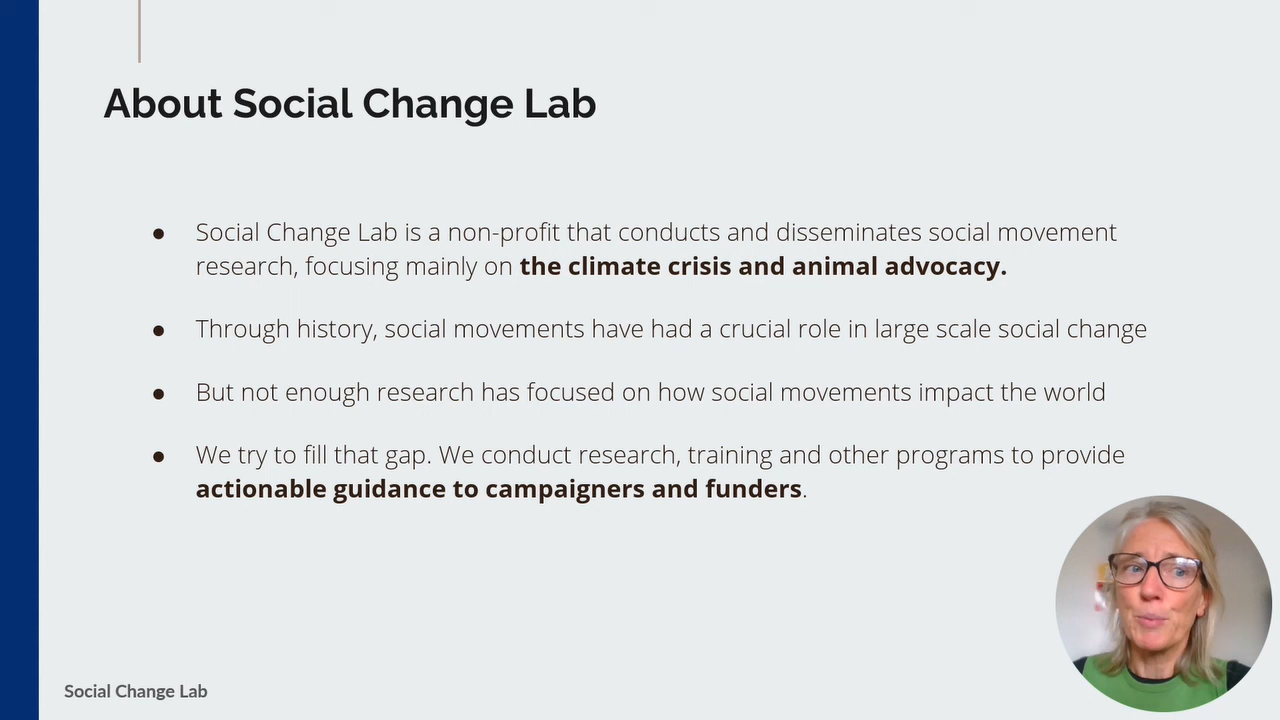 About Social Change Lab
● Social Change Lab is a non-profit that conducts and disseminates social movement
research, focusing mainly on the climate crisis and animal advocacy.
● Through history, social movements have had a crucial role in large scale social change
● But not enough research has focused on how social movements impact the world
● We try to fill that gap. We conduct research, training and other programs to provide
actionable guidance to campaigners and funders.
Social Change Lab